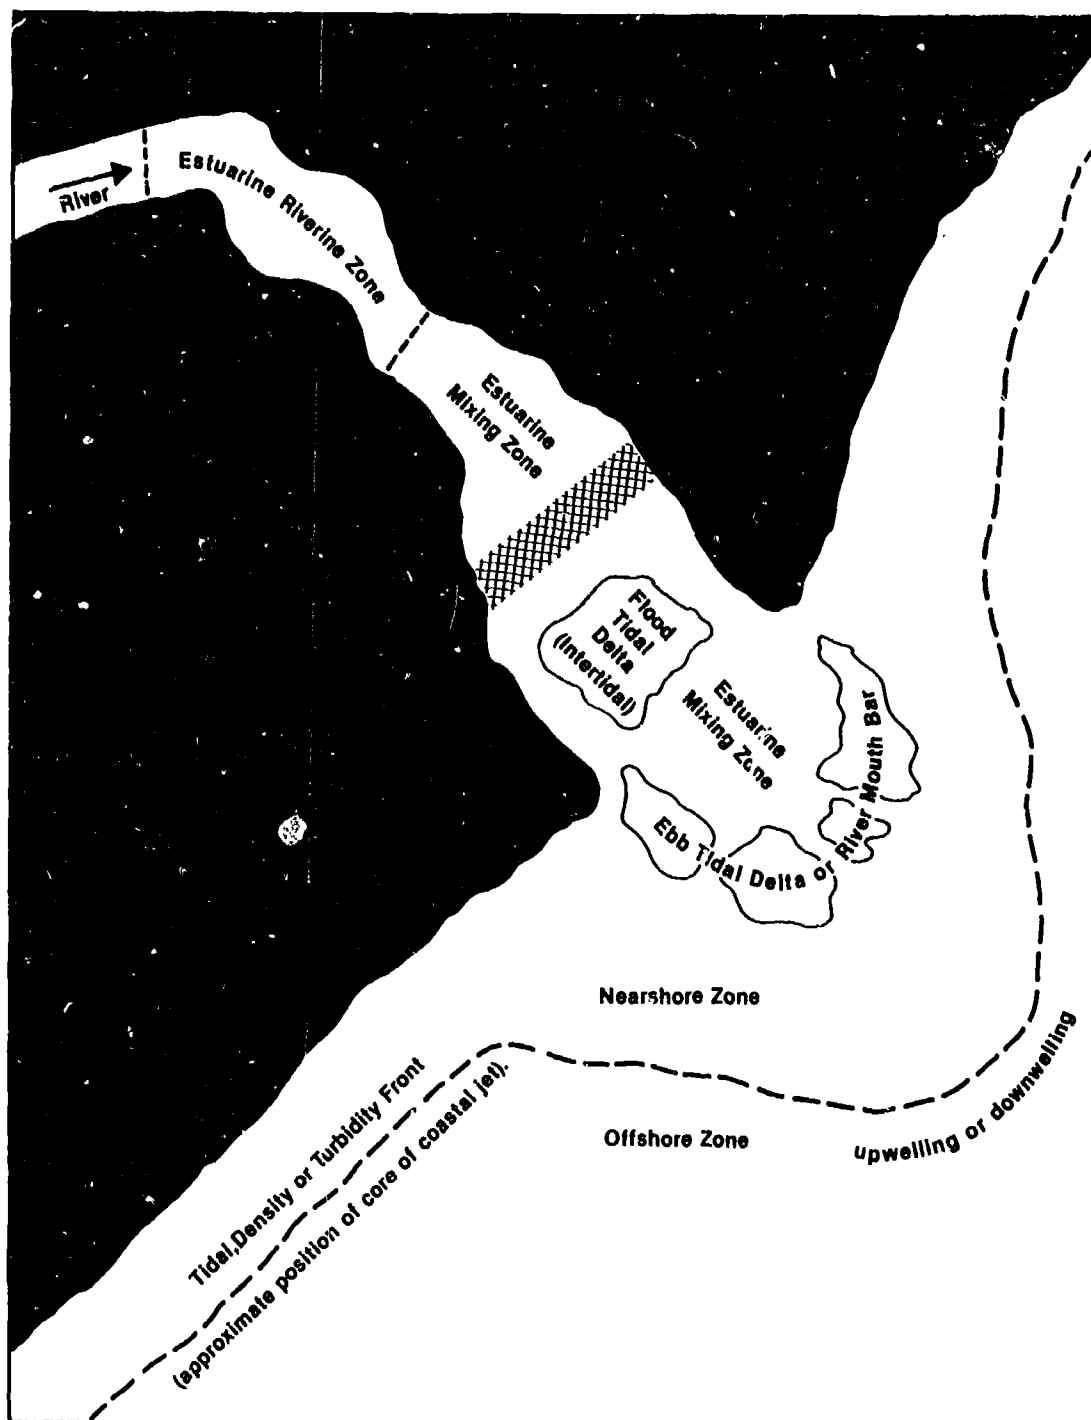 River
Estuarine Riverine Zone
Estuarine
Mixing Zone
Flood
Tidal
Delta
(Intertidal)
Estuarine
Mixing Zone
Ebb Tidal Delta or River Mouth Bar
Nearshore Zone
Tidal,Density or Turbidity Front
(approximate position of core of coastal jet).
Offshore Zone
upwelling or downwelling